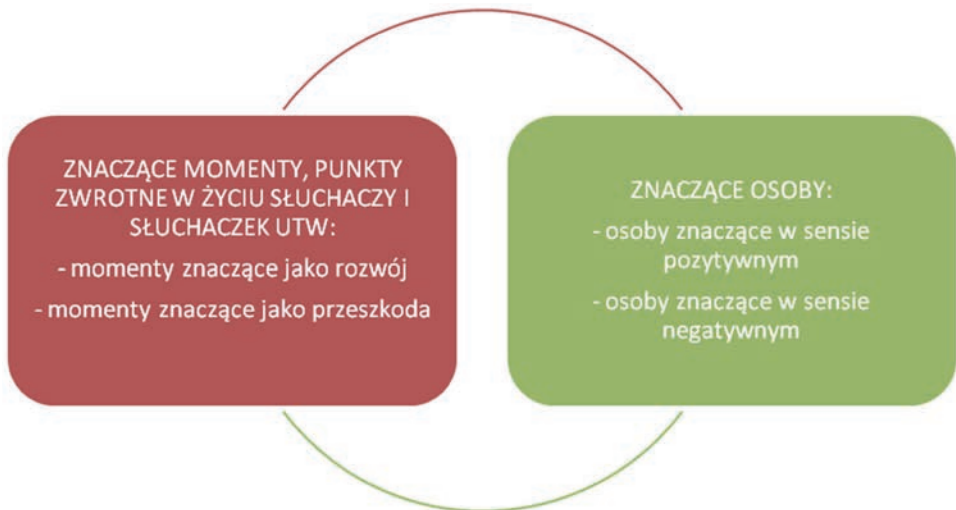 ZNACZĄCE MOMENTY, PUNKTY
ZWROTNE W ŻYCIU SŁUCHACZY I
SŁUCHACZEK UTW:
- momenty znaczące jako rozwój
- momenty znaczące jako przeszkoda
ZNACZĄCE OSOBY:
- osoby znaczące w sensie
pozytywnym
- osoby znaczące w sensie
negatywnym